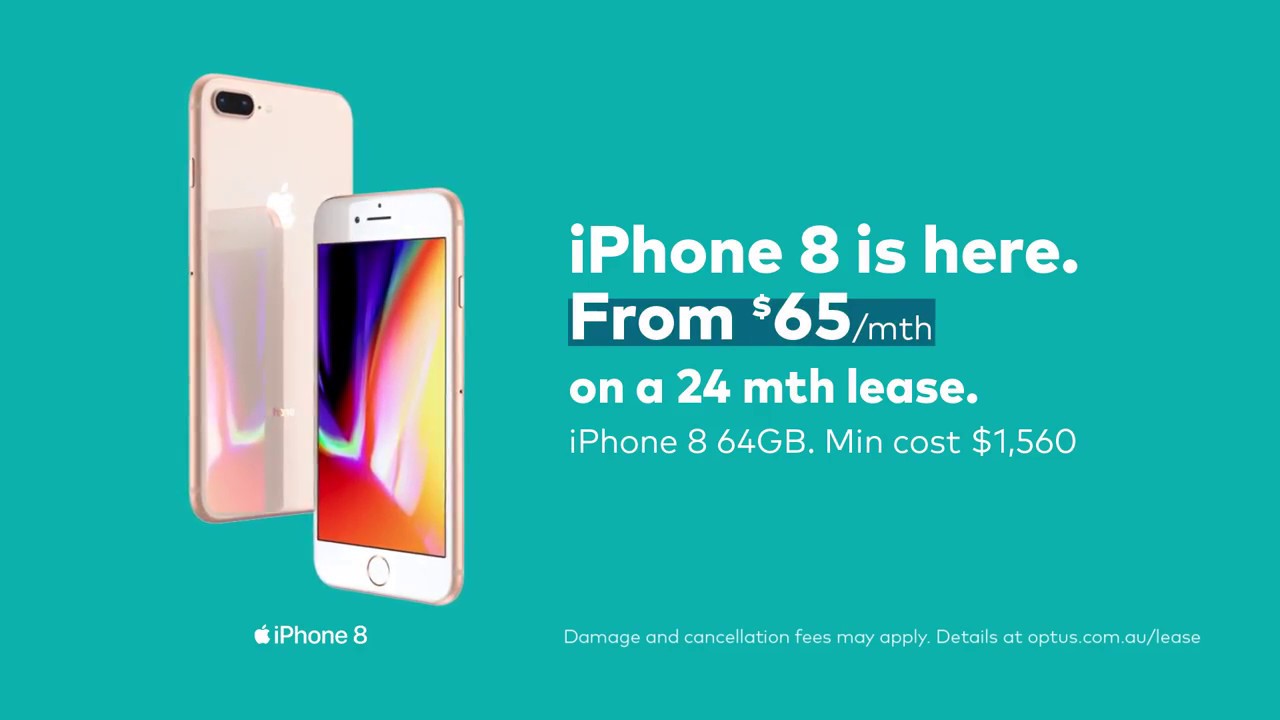 iPhone 8 is here.
From $65/mth
on a 24 mth lease.
iPhone 8 64GB. Min cost $1,560
iPhone 8
Damage and cancellation fees may apply. Details at optus.com.au/lease